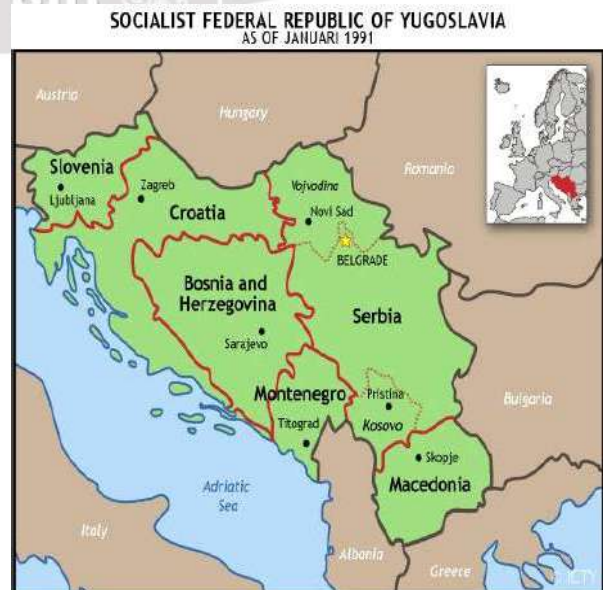 SOCIALIST FEDERAL REPUBLIC OF YUGOSLAVIA
AS OF JANUARI 1991
Austria
Hungary
Romania
Slovenia
Ljubljana
Zagreb
Croatia
Vojvodina
Novi Sad
BELGRADE
Bosnia and
Herzegovina
Sarajevo
Serbia
Montenegro
Titograd
Pristina
Kosovo
Bulgaria
Skopje
Macedonia
Adriatic
Sea
Italy
Albania
Greece
© ICTY